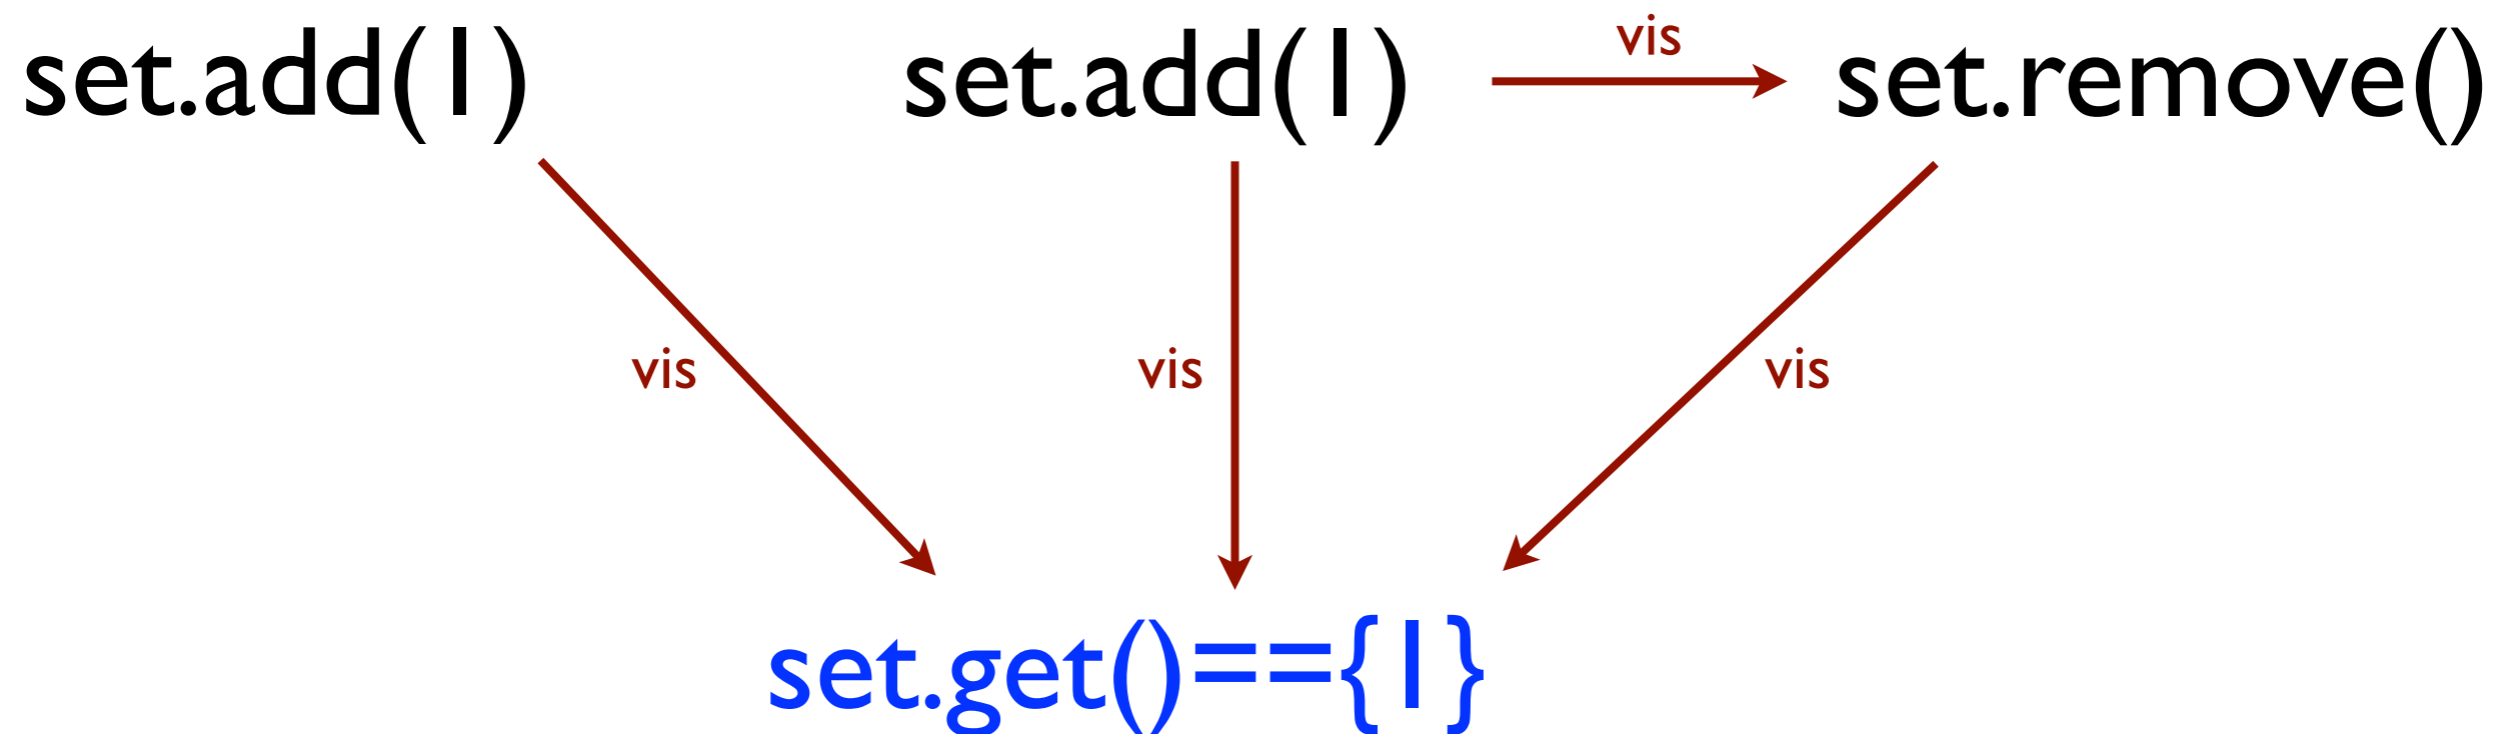 set.add(1) set.add(1) vis set.remove()
vis vis vis
set.get()=={1}